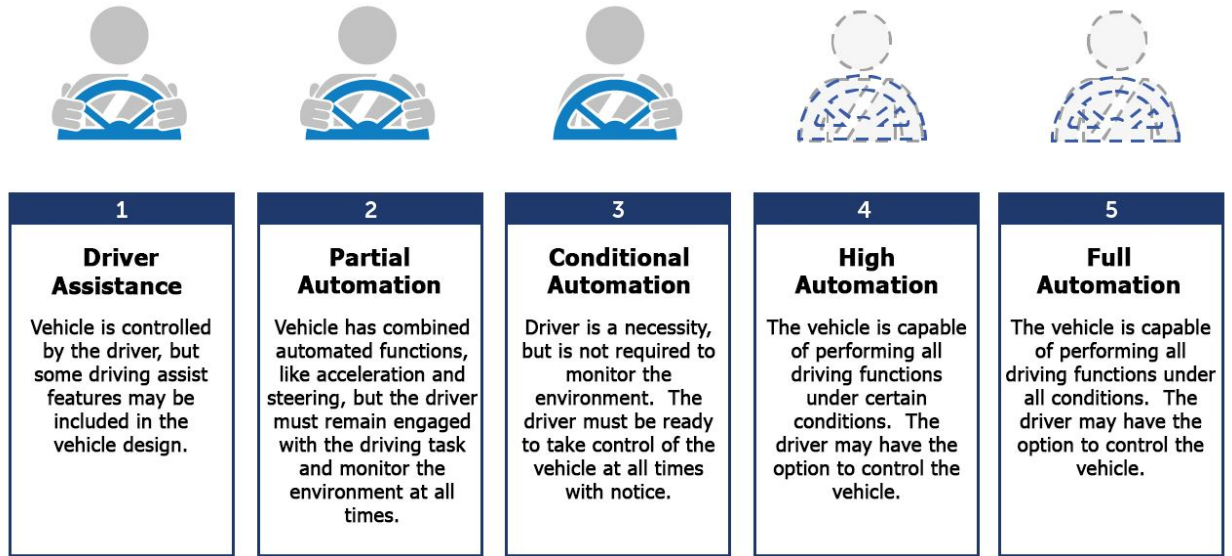 1
Driver
Assistance
Vehicle is controlled
by the driver, but
some driving assist
features may be
included in the
vehicle design.
2
Partial
Automation
Vehicle has combined
automated functions,
like acceleration and
steering, but the driver
must remain engaged
with the driving task
and monitor the
environment at all
times.
3
Conditional
Automation
Driver is a necessity,
but is not required to
monitor the
environment. The
driver must be ready
to take control of the
vehicle at all times
with notice.
4
High
Automation
The vehicle is capable
of performing all
driving functions
under certain
conditions. The
driver may have the
option to control the
vehicle.
5
Full
Automation
The vehicle is capable
of performing all
driving functions under
all conditions. The
driver may have the
option to control the
vehicle.